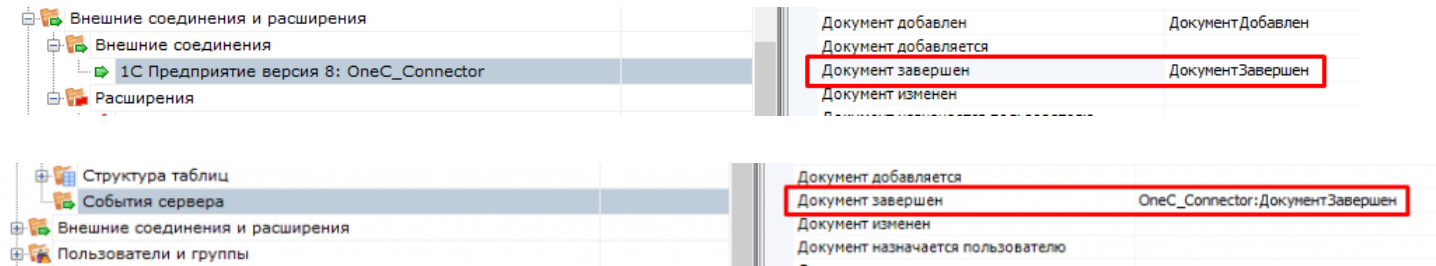 Внешние соединения и расширения
Документ добавлен ДокументДобавлен
Внешние соединения
Документ добавляется
1С Предприятие версия 8: OneC_Connector
Документ завершен ДокументЗавершен
Расширения
Документ изменен
Структура таблиц
Документ добавляется
События сервера
Документ завершен OneC_Connector:ДокументЗавершен
Внешние соединения и расширения
Документ изменен
Пользователи и группы
Документ назначается пользователю